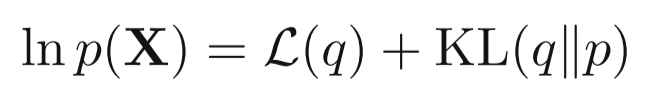 ln p(𝐗) = ℒ(q) + KL(q‖p)